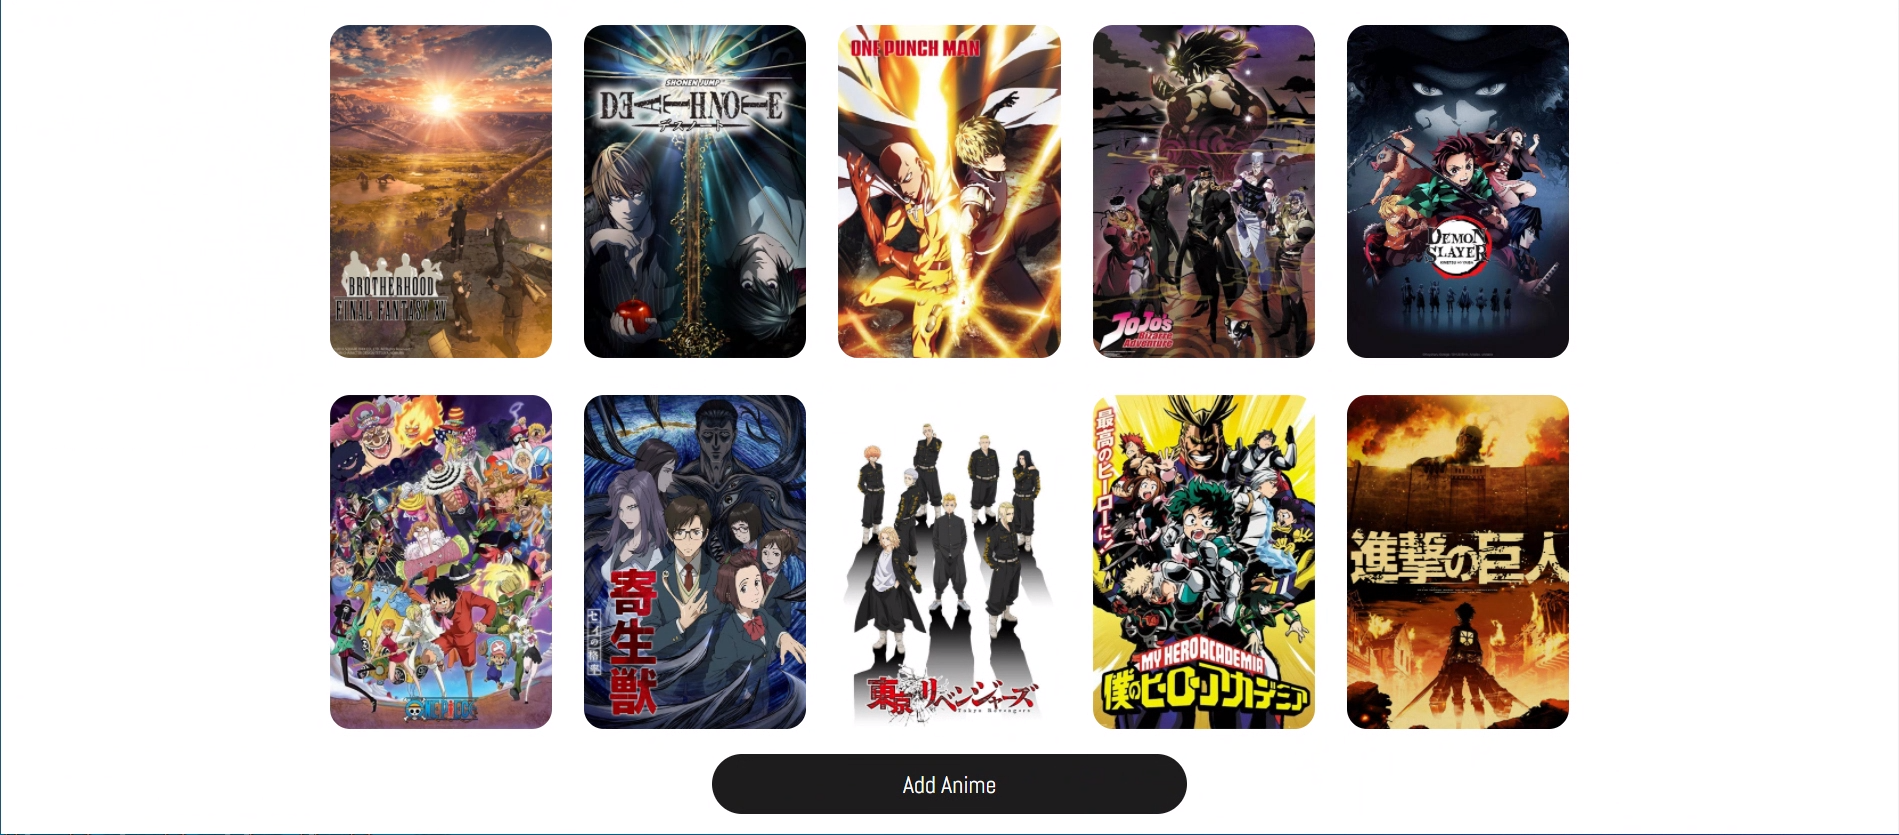 BROTHERHOOD
FINAL FANTASY XV
SHONEN JUMP
DEATHNOTE
デスノート
ONE PUNCH MAN
JoJo's
Bizarre
Adventure
DEMON
SLAYER
ONE PIECE
寄生獣
セイの格率
東京リベンジャーズ
Tokyo Revengers
最高のヒーローに!
MY HERO ACADEMIA
僕のヒーローアカデミア
進撃の巨人
Add Anime